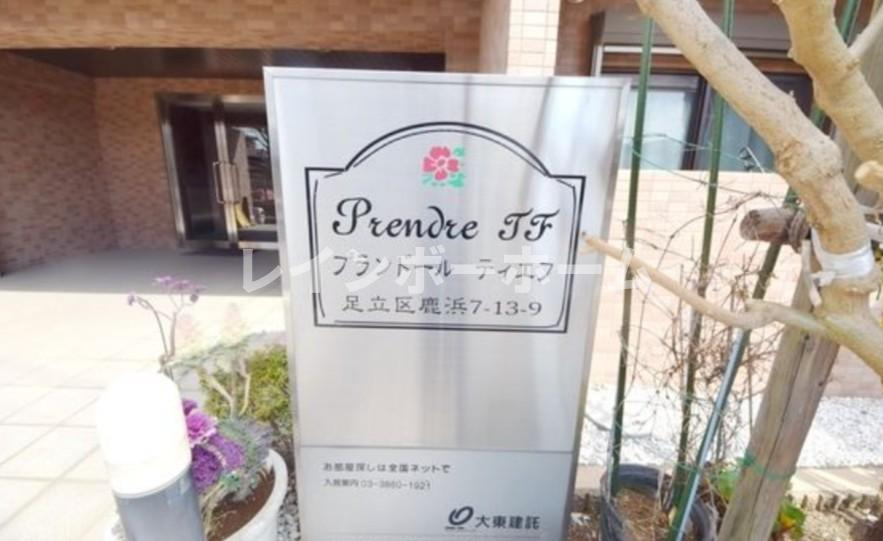 Prendre TF
プランドール ティエフ
レインボーホーム
足立区鹿浜7-13-9
お部屋探しは全国ネットで
入居案内 03-3860-1921
大東建託